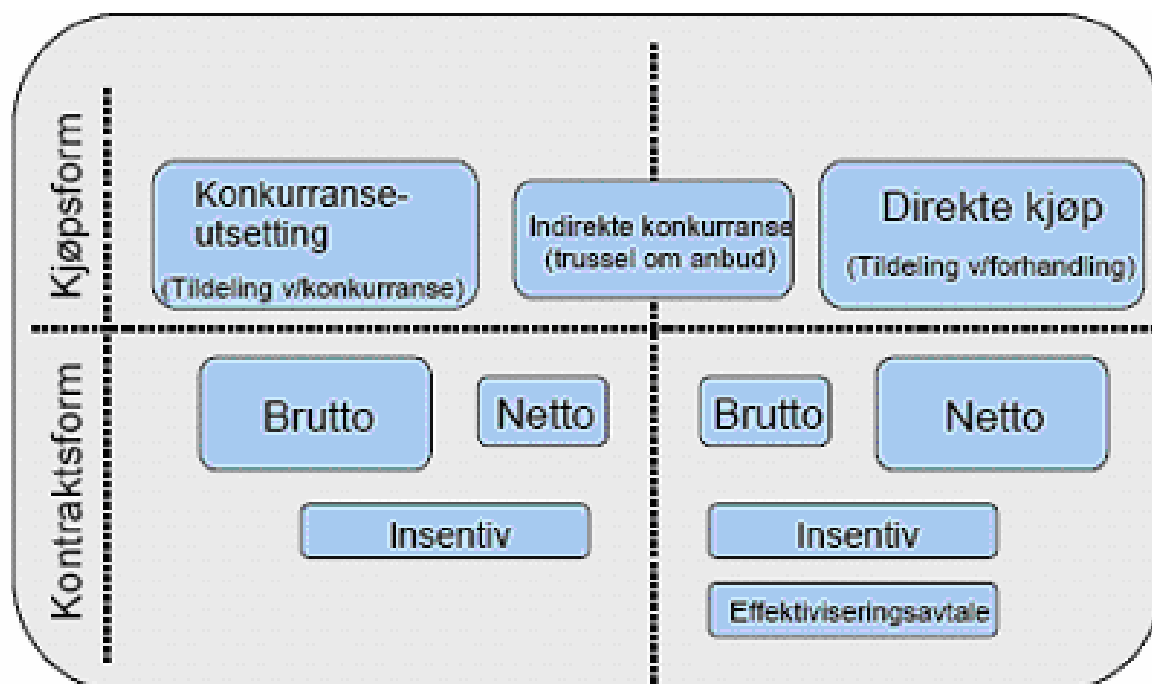 Kjøpsform
Konkurranse-
utsetting
(Tildeling v/konkurranse)
Indirekte konkurranse
(trussel om anbud)
Direkte kjøp
(Tildeling v/forhandling)
Kontraktsform
Brutto
Netto
Insentiv
Brutto
Netto
Insentiv
Effektiviseringsavtale